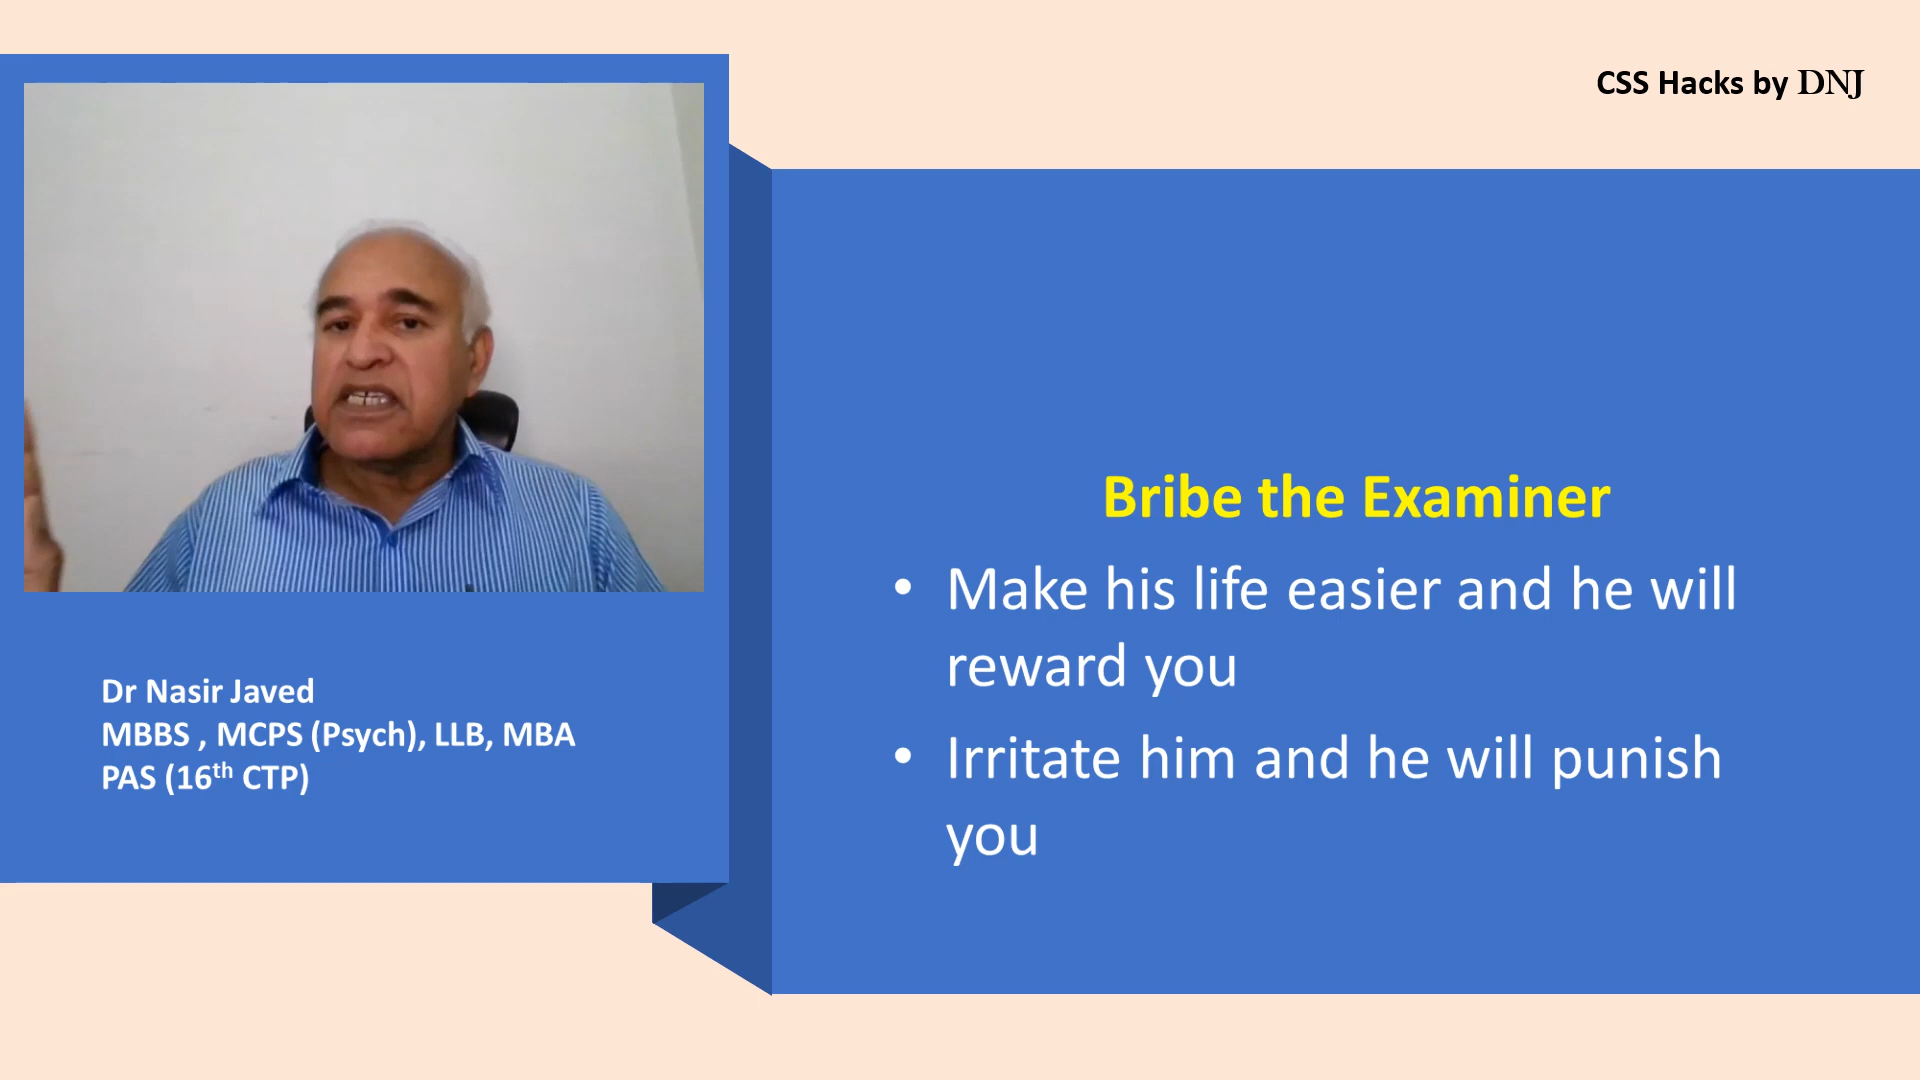 CSS Hacks by DNJ
Dr Nasir Javed
MBBS , MCPS (Psych), LLB, MBA
PAS (16th CTP)
Bribe the Examiner
• Make his life easier and he will
reward you
• Irritate him and he will punish
you